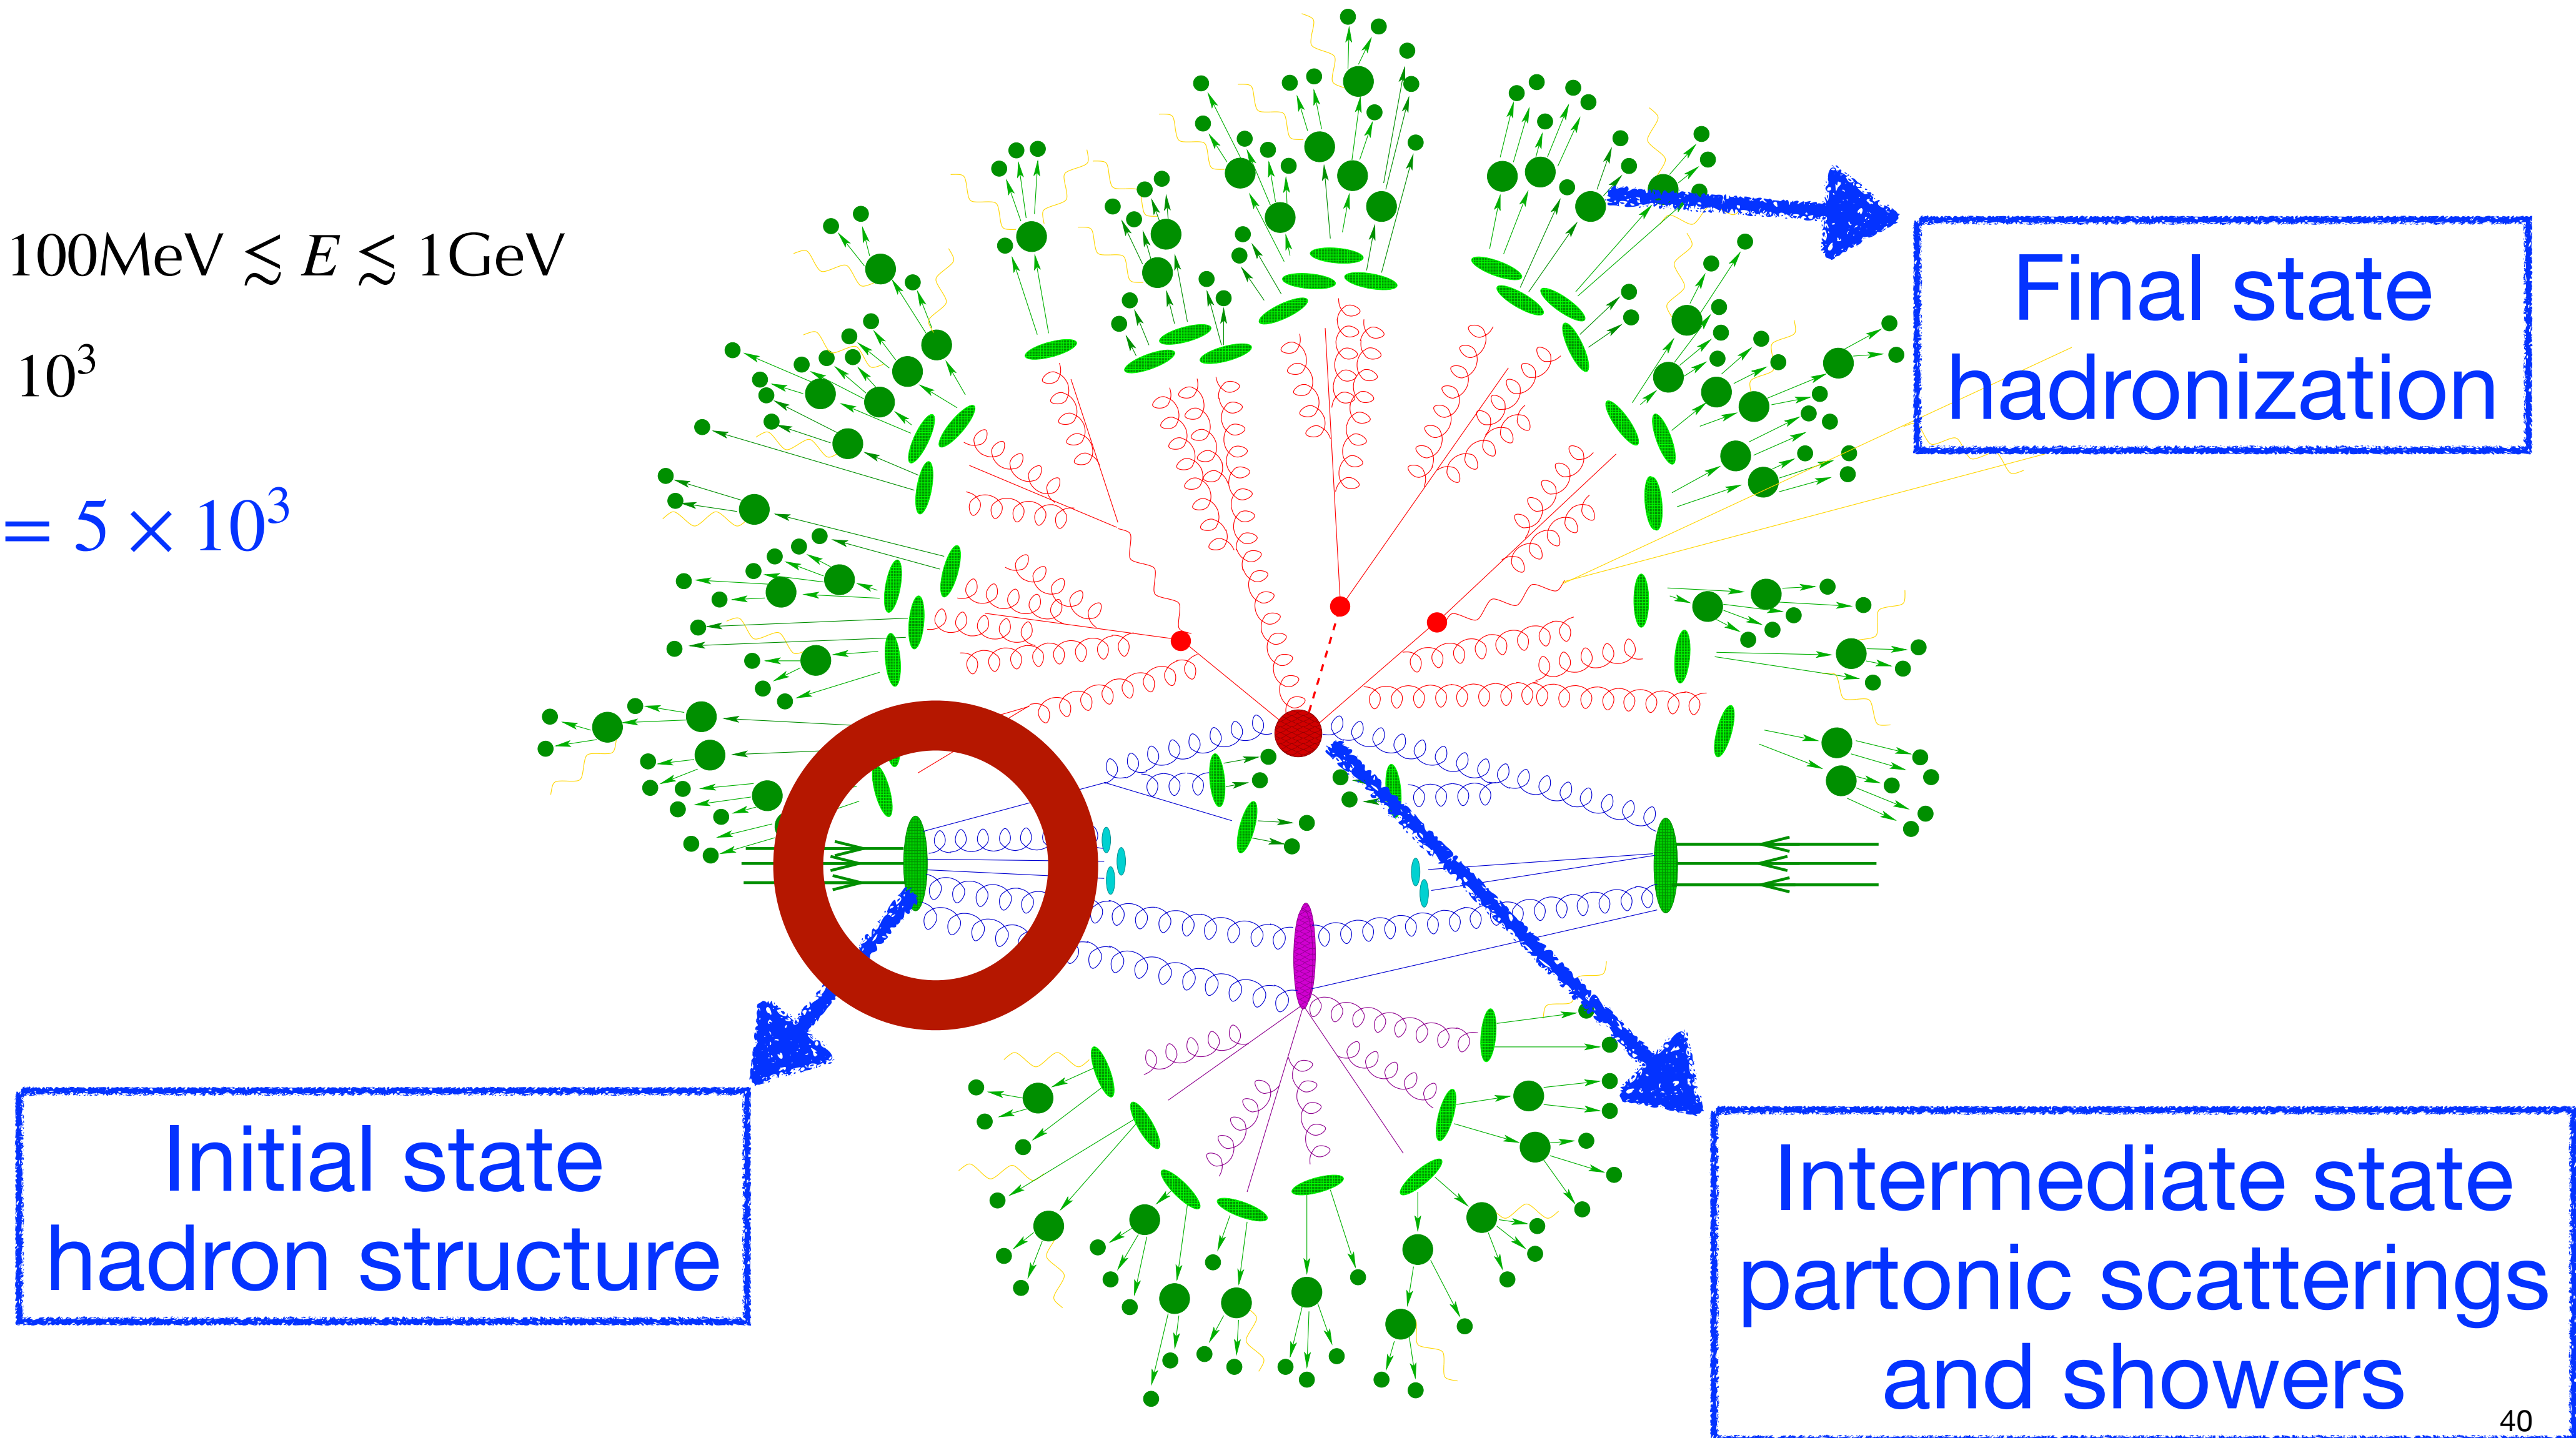 100MeV ≲ E ≲ 1GeV
10³
= 5 × 10³
Final state
hadronization
Initial state
hadron structure
Intermediate state
partonic scatterings
and showers
40